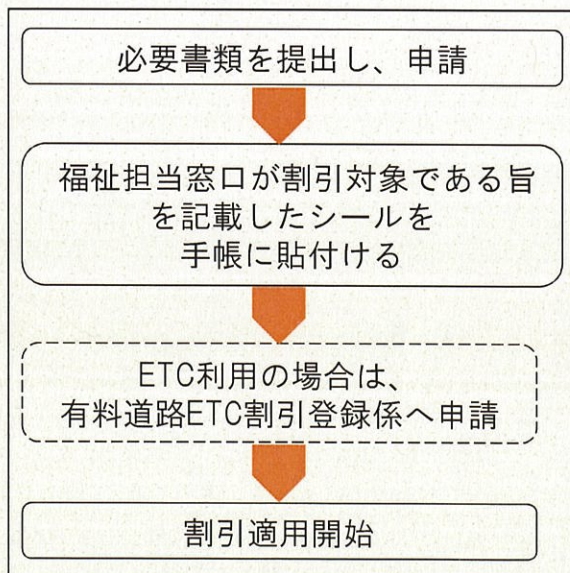 必要書類を提出し、申請
福祉担当窓口が割引対象である旨
を記載したシールを
手帳に貼付ける
ETC利用の場合は、
有料道路ETC割引登録係へ申請
割引適用開始